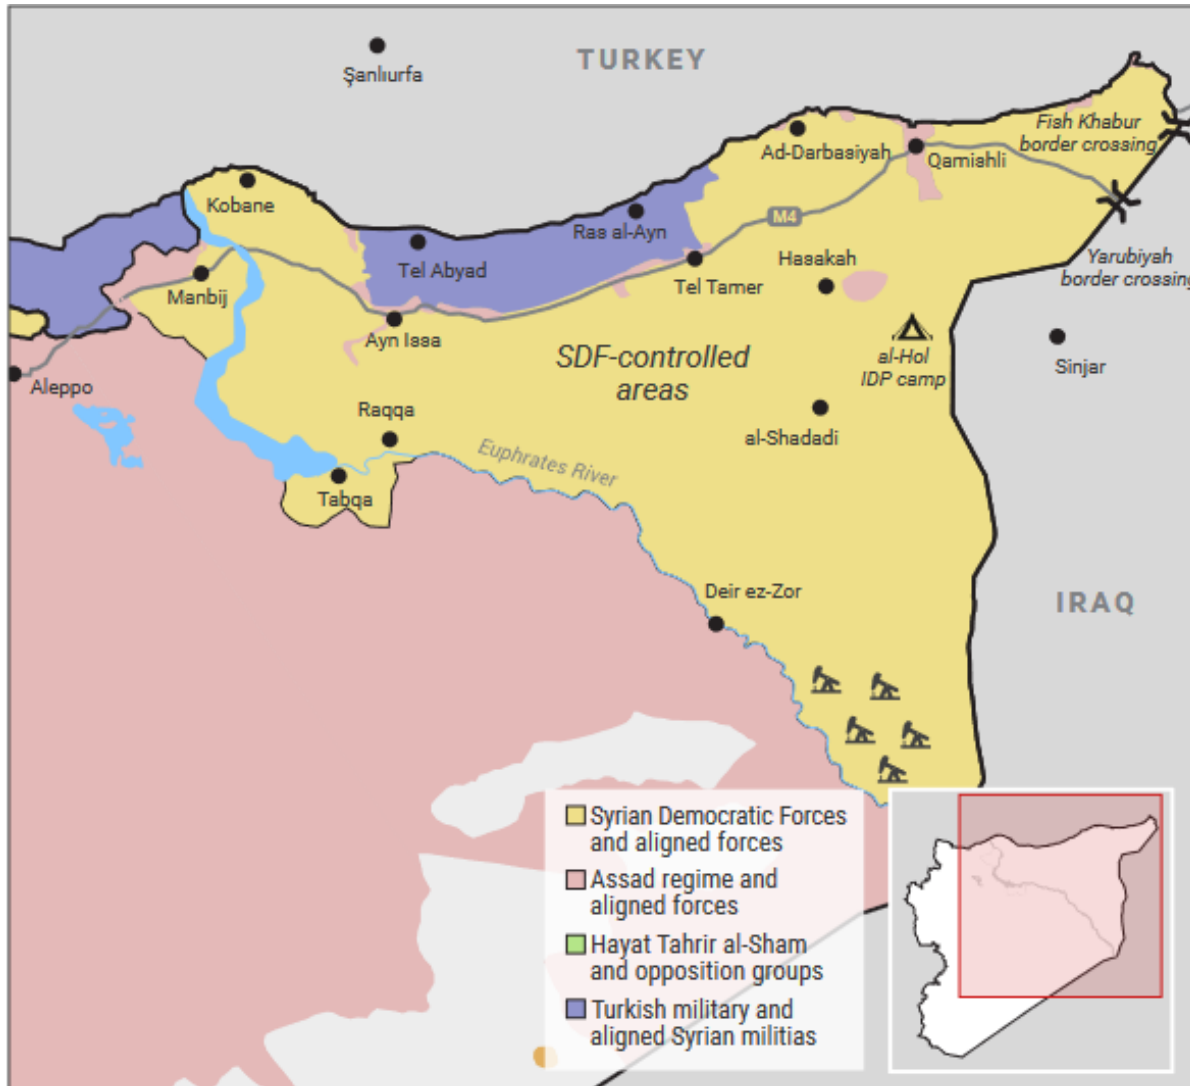 TURKEY
Şanlıurfa
Fish Khabur
border crossing
Ad-Darbasiyah
Qamishli
Kobane
Ras al-Ayn
M4
Tel Abyad
Hasakah
Yarubiyah
border crossing
Manbij
Tel Tamer
Ayn Issa
SDF-controlled
areas
al-Hol
IDP camp
Sinjar
Aleppo
Raqqa
al-Shadadi
Euphrates River
Tabqa
Deir ez-Zor
IRAQ
Syrian Democratic Forces
and aligned forces
Assad regime and
aligned forces
Hayat Tahrir al-Sham
and opposition groups
Turkish military and
aligned Syrian militias